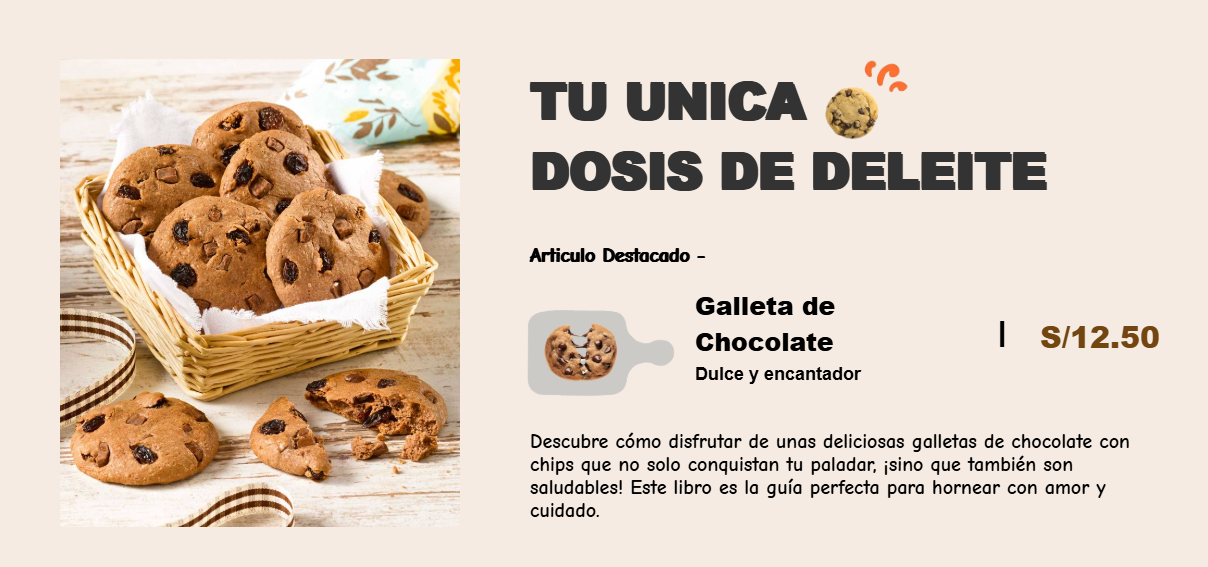 TU UNICA
DOSIS DE DELEITE
Articulo Destacado -
Galleta de
Chocolate
Dulce y encantador
| S/12.50
Descubre cómo disfrutar de unas deliciosas galletas de chocolate con
chips que no solo conquistan tu paladar, ¡sino que también son
saludables! Este libro es la guía perfecta para hornear con amor y
cuidado.